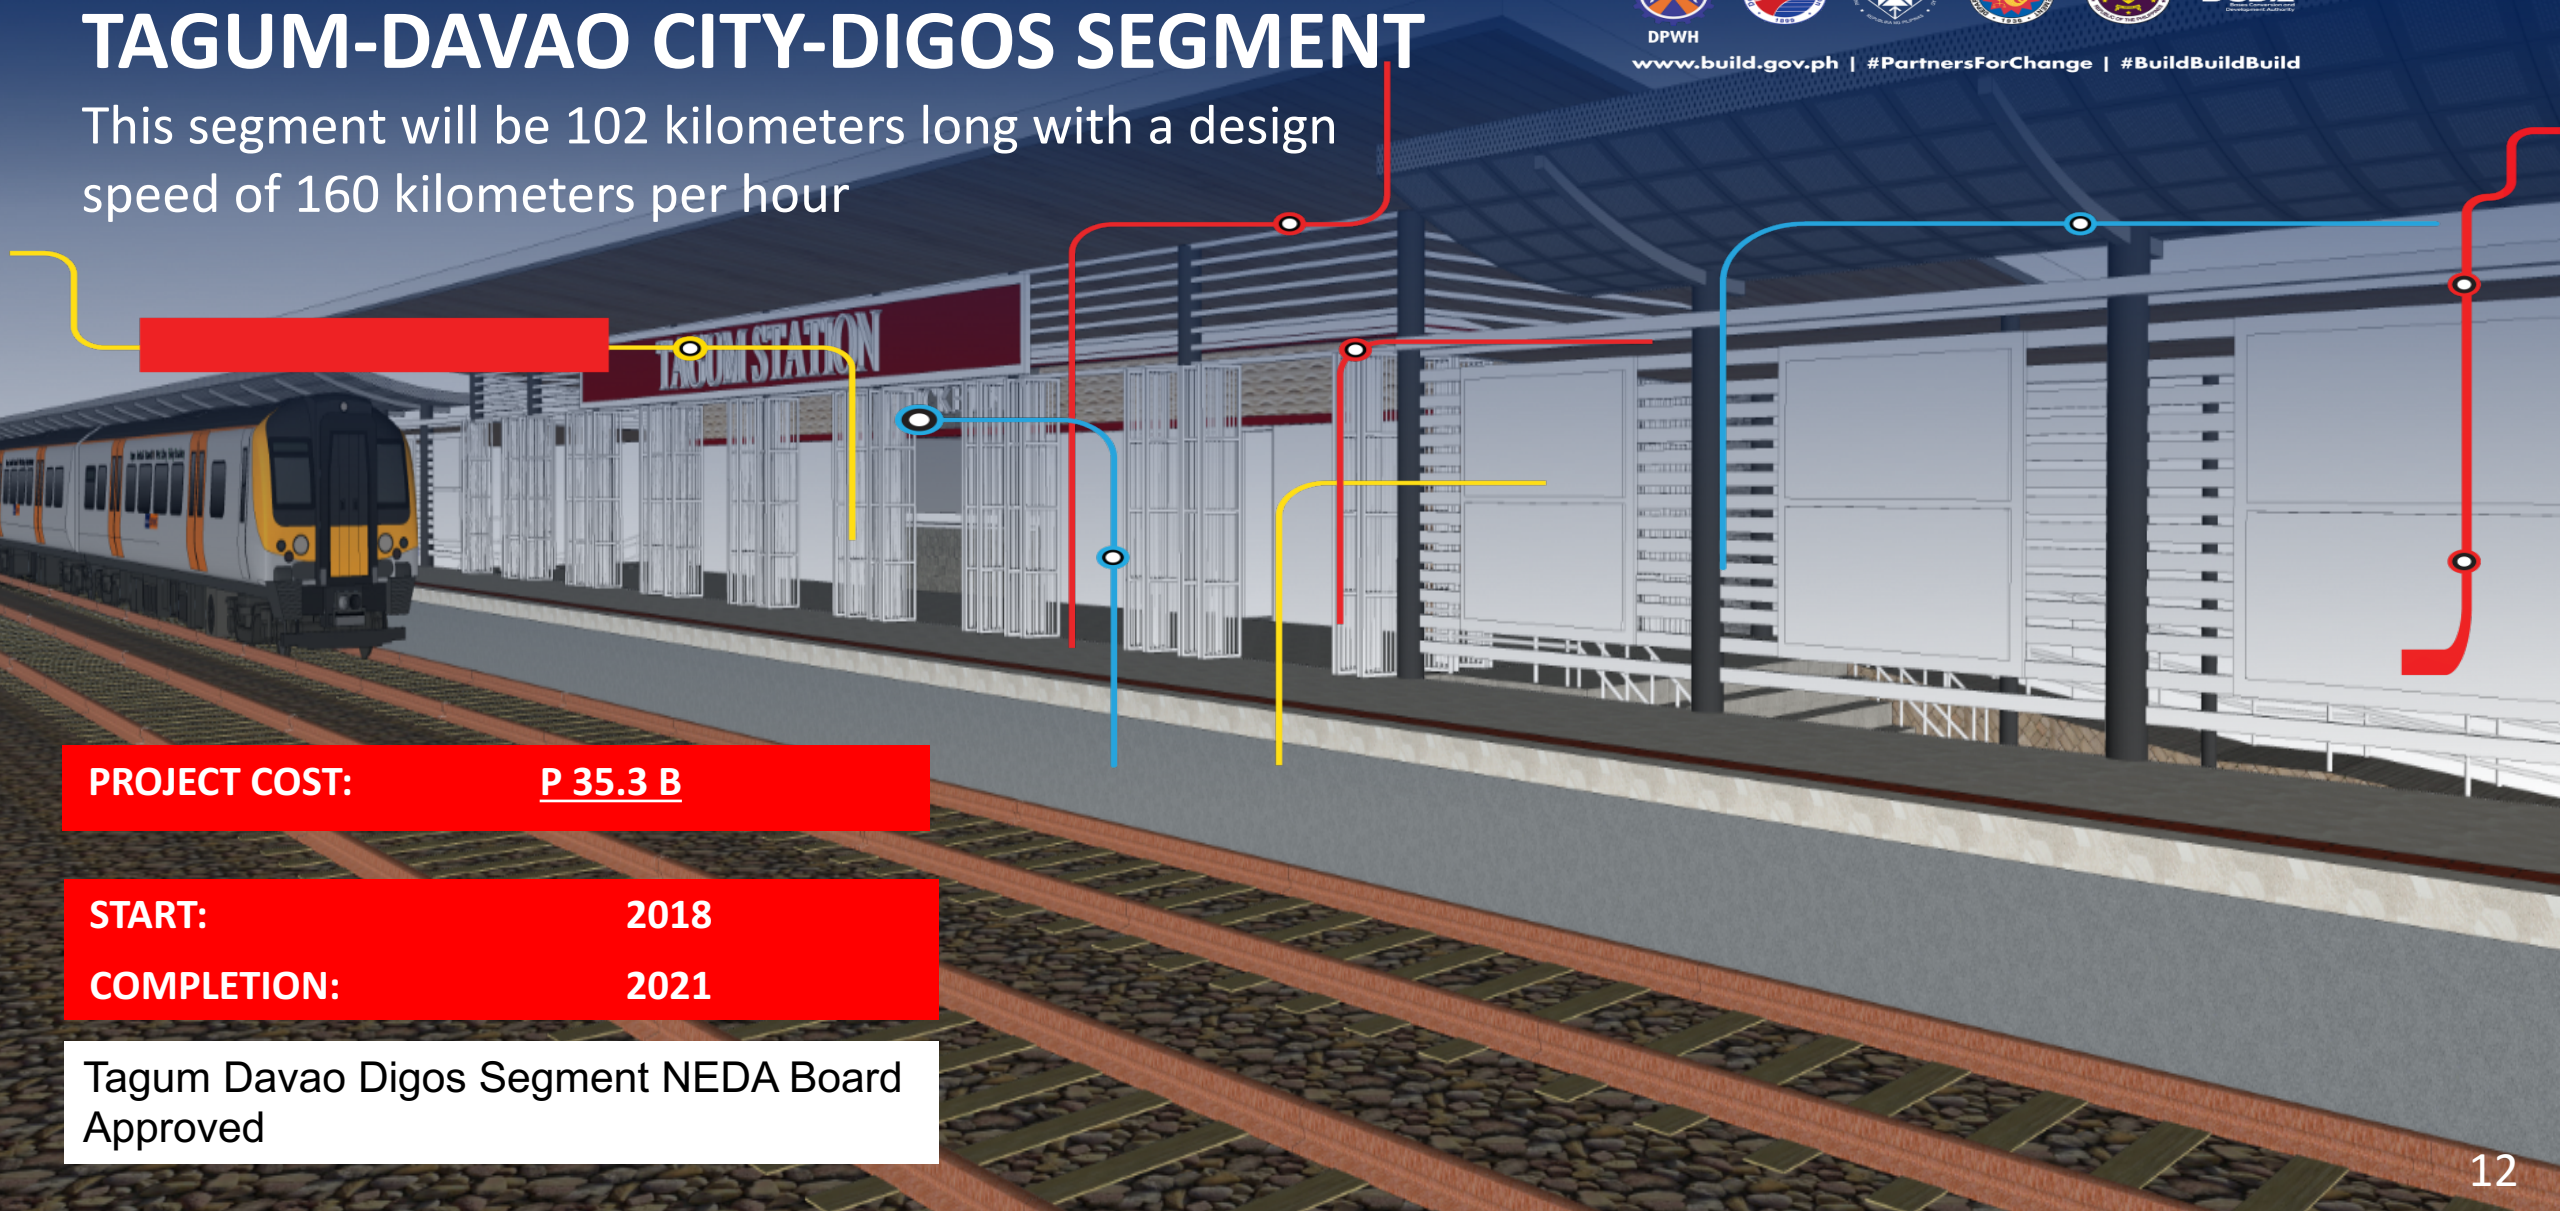 TAGUM-DAVAO CITY-DIGOS SEGMENT
DPWH
www.build.gov.ph | #PartnersForChange | #BuildBuildBuild
This segment will be 102 kilometers long with a design
speed of 160 kilometers per hour
TAGUM STATION
PROJECT COST: P 35.3 B
START: 2018
COMPLETION: 2021
Tagum Davao Digos Segment NEDA Board
Approved
12